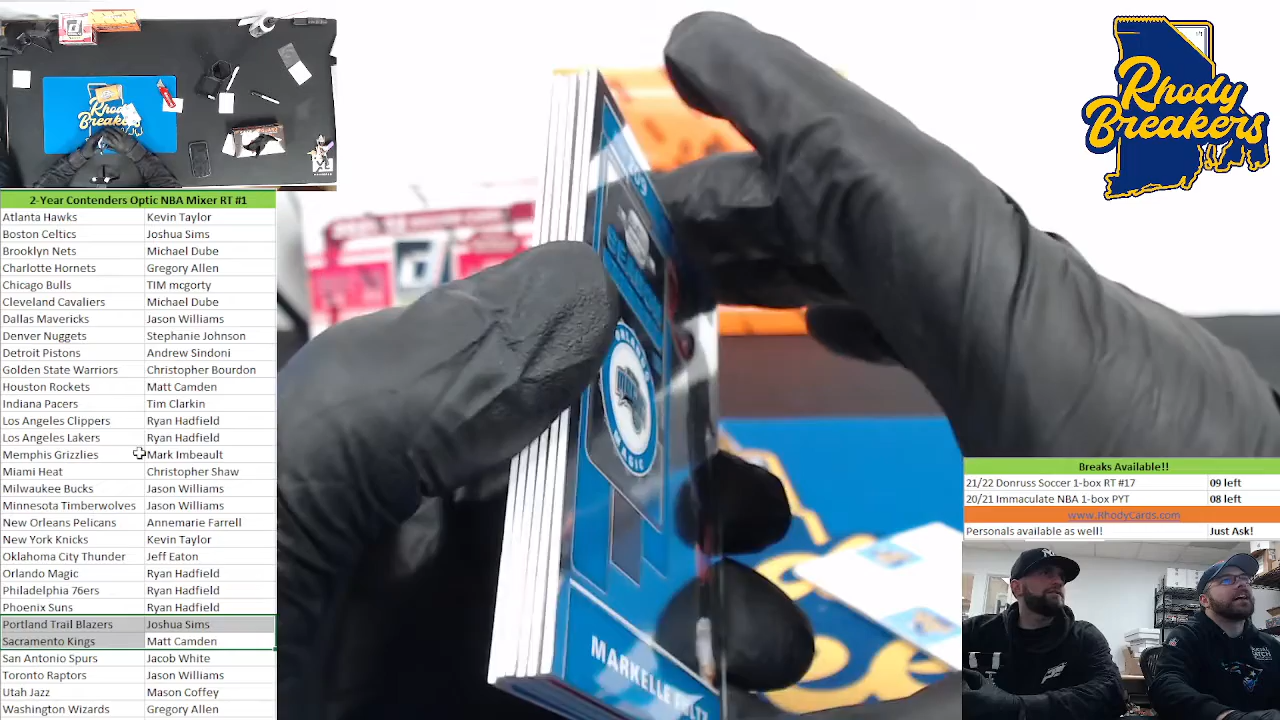 Rhody
Breakers
2-Year Contenders Optic NBA Mixer RT #1
Atlanta Hawks Kevin Taylor
Boston Celtics Joshua Sims
Brooklyn Nets Michael Dube
Charlotte Hornets Gregory Allen
Chicago Bulls TIM mcgorty
Cleveland Cavaliers Michael Dube
Dallas Mavericks Jason Williams
Denver Nuggets Stephanie Johnson
Detroit Pistons Andrew Sindoni
Golden State Warriors Christopher Bourdon
Houston Rockets Matt Camden
Indiana Pacers Tim Clarkin
Los Angeles Clippers Ryan Hadfield
Los Angeles Lakers Ryan Hadfield
Memphis Grizzlies Mark Imbeault
Miami Heat Christopher Shaw
Milwaukee Bucks Jason Williams
Minnesota Timberwolves Jason Williams
New Orleans Pelicans Annemarie Farrell
New York Knicks Kevin Taylor
Oklahoma City Thunder Jeff Eaton
Orlando Magic Ryan Hadfield
Philadelphia 76ers Ryan Hadfield
Phoenix Suns Ryan Hadfield
Portland Trail Blazers Joshua Sims
Sacramento Kings Matt Camden
San Antonio Spurs Jacob White
Toronto Raptors Jason Williams
Utah Jazz Mason Coffey
Washington Wizards Gregory Allen
MAGIC
MARKELLE
Rhody
Breakers
Breaks Available!!
21/22 Donruss Soccer 1-box RT #17 09 left
20/21 Immaculate NBA 1-box PYT 08 left
www.RhodyCards.com
Personals available as well! Just Ask!